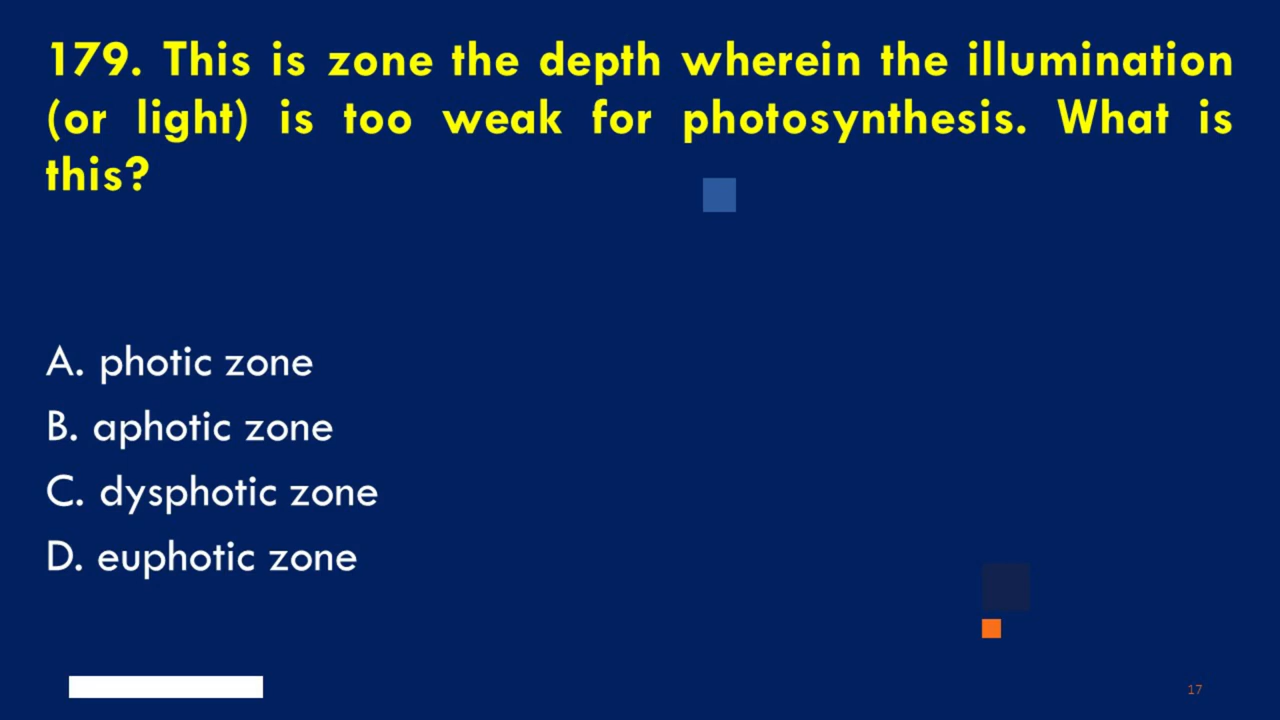 179. This is zone the depth wherein the illumination
(or light) is too weak for photosynthesis. What is
this?
A. photic zone
B. aphotic zone
C. dysphotic zone
D. euphotic zone
17